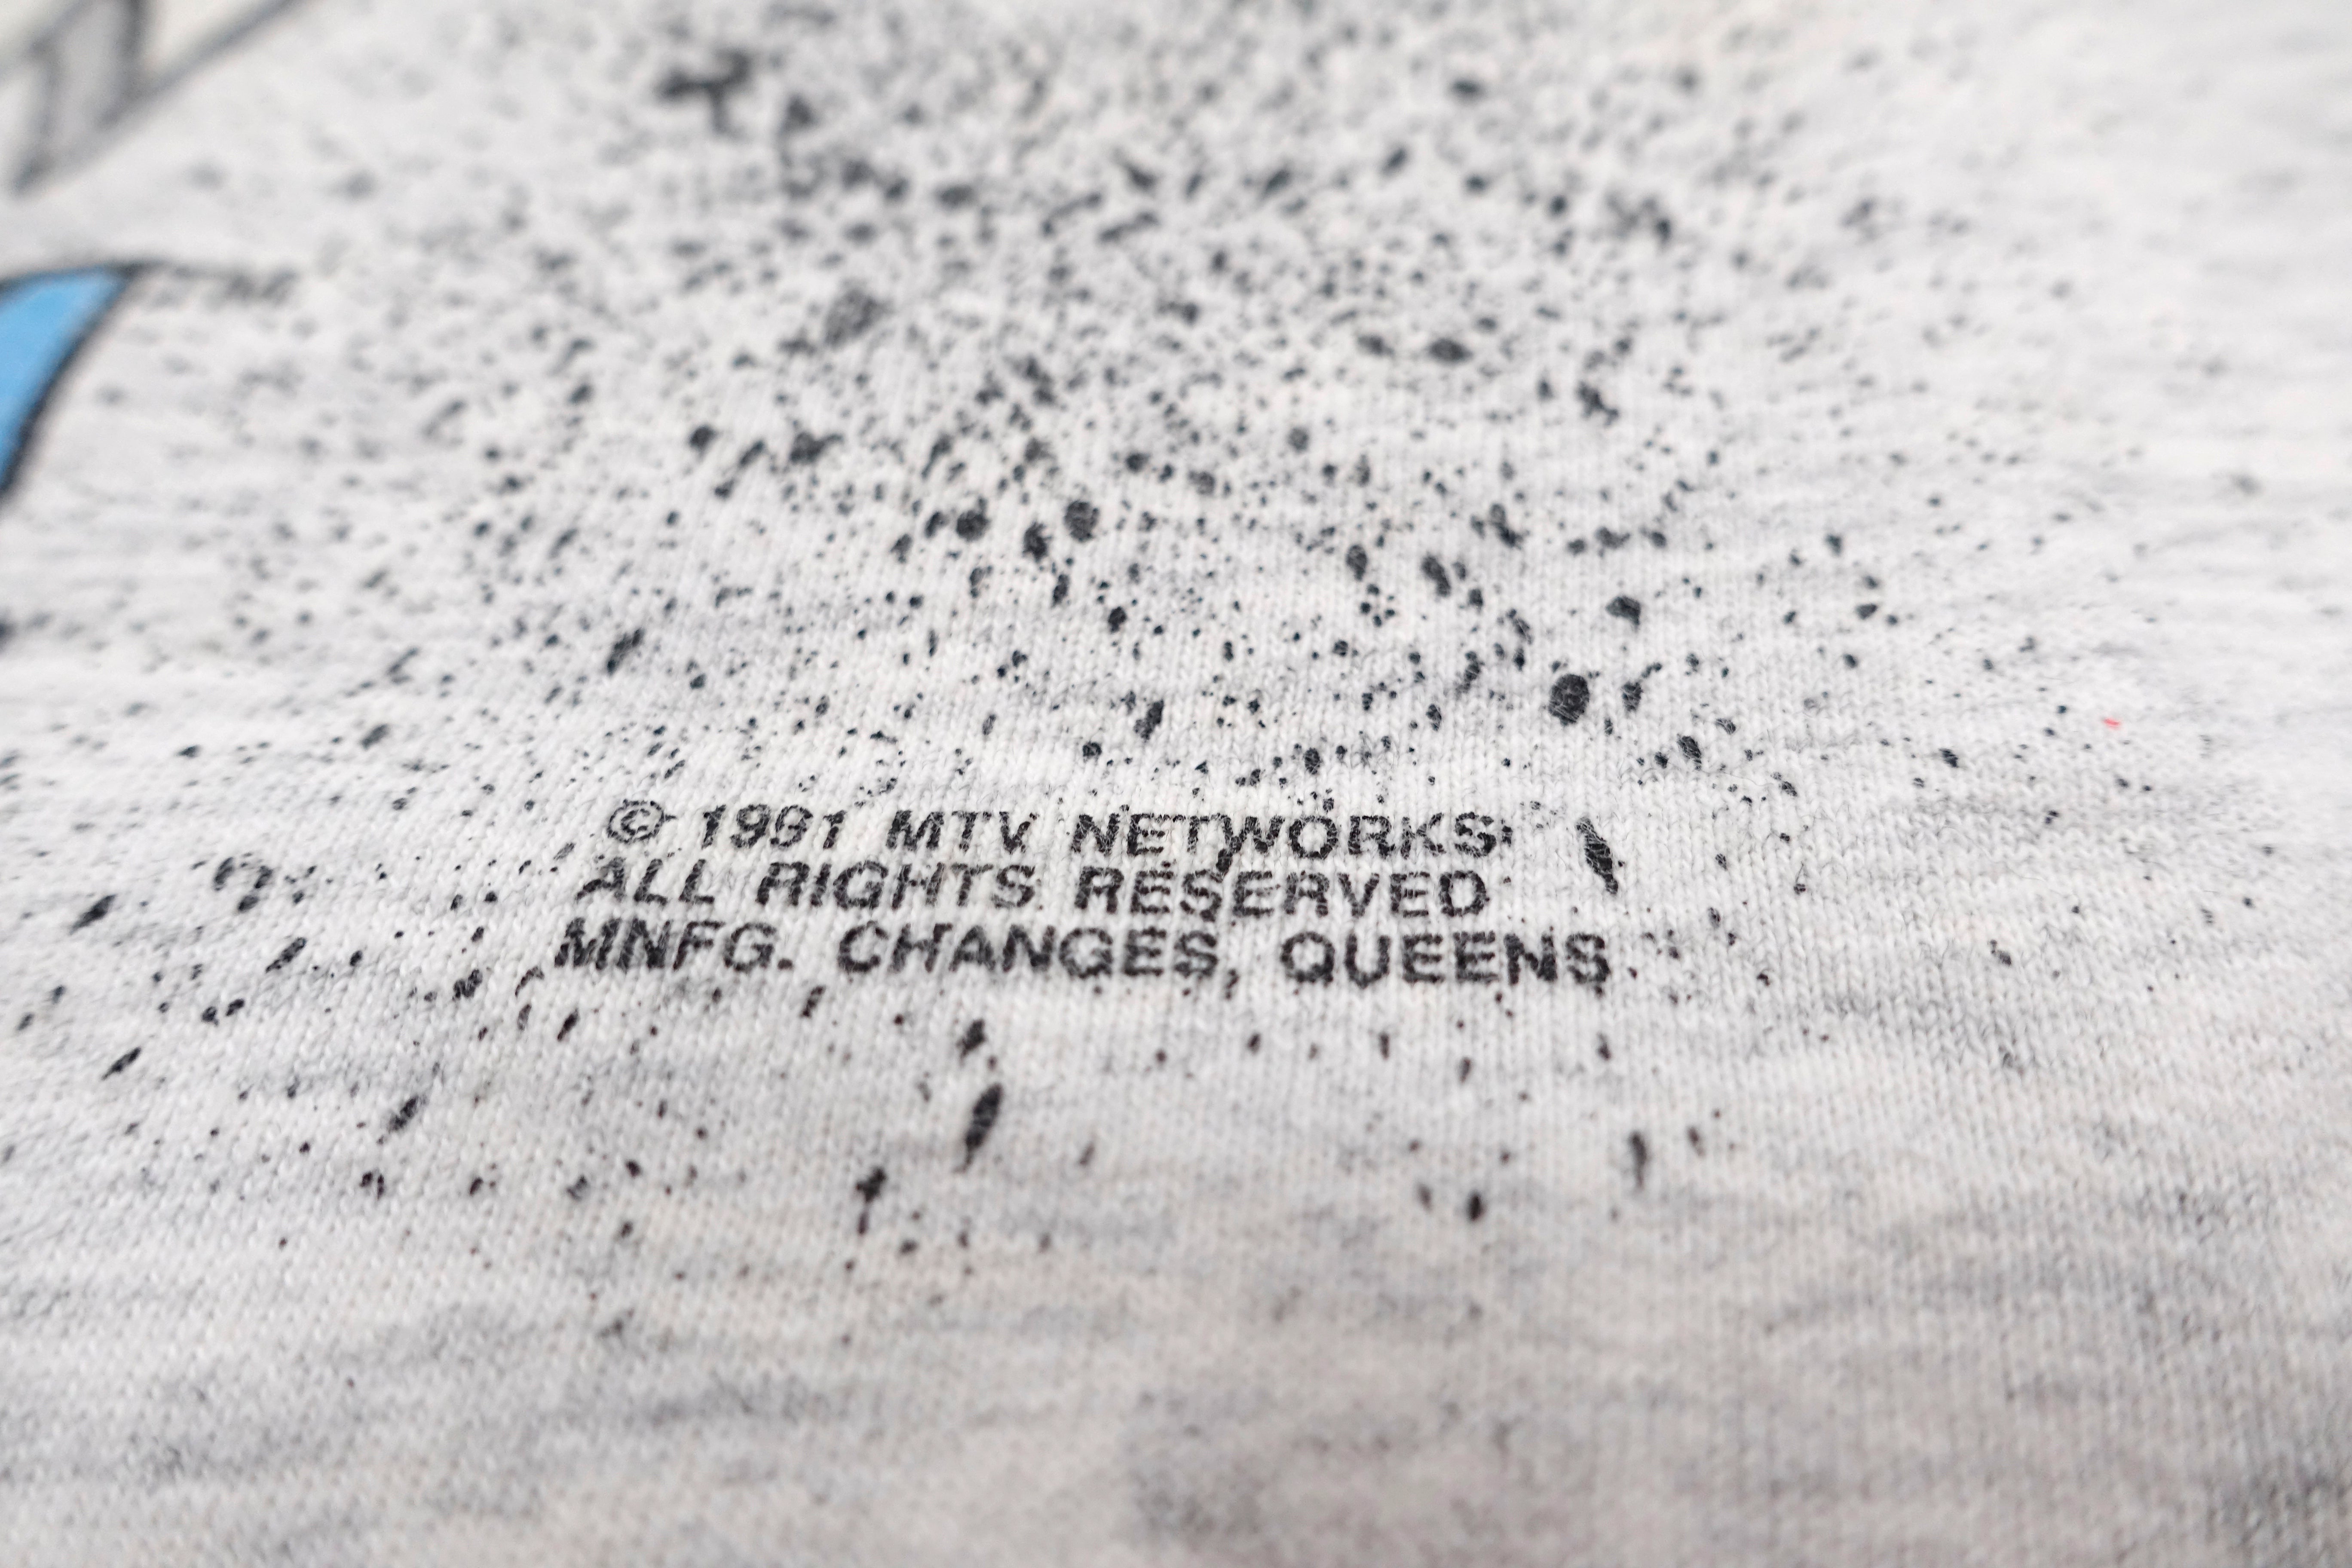 © 1991 MTV NETWORKS
ALL RIGHTS RESERVED
MNFG. CHANGES, QUEENS